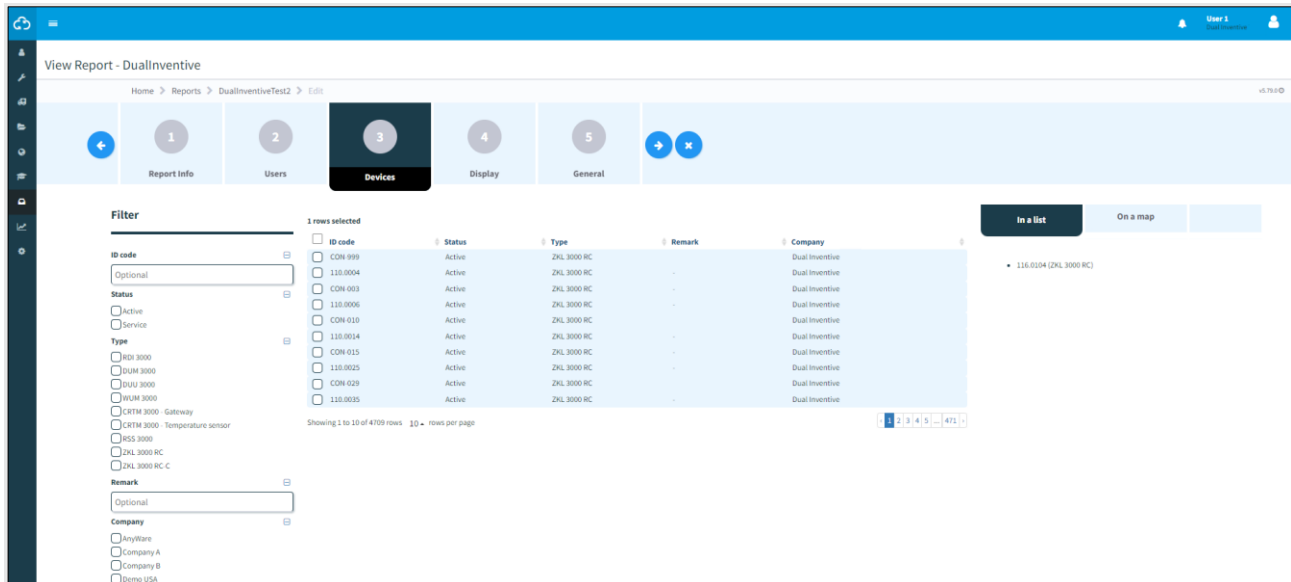 User 1
Dual Inventive
View Report - DualInventive
Home > Reports > DualInventiveTest2 > Edit
v5.79.0
1 2 3 4 5
Report Info Users Devices Display General
Filter
ID code
Optional
Status
Active
Service
Type
RDI 3000
DUM 3000
DUU 3000
WUM 3000
CRTM 3000 - Gateway
CRTM 3000 - Temperature sensor
RSS 3000
ZKL 3000 RC
ZKL 3000 RC-C
Remark
Optional
Company
AnyWare
Company A
Company B
Demo USA
1 rows selected
ID code Status Type Remark Company
CON-999 Active ZKL 3000 RC Dual Inventive
110.0004 Active ZKL 3000 RC - Dual Inventive
CON-003 Active ZKL 3000 RC - Dual Inventive
110.0006 Active ZKL 3000 RC - Dual Inventive
CON-010 Active ZKL 3000 RC - Dual Inventive
110.0014 Active ZKL 3000 RC - Dual Inventive
CON-015 Active ZKL 3000 RC - Dual Inventive
110.0025 Active ZKL 3000 RC - Dual Inventive
CON-029 Active ZKL 3000 RC Dual Inventive
110.0035 Active ZKL 3000 RC - Dual Inventive
Showing 1 to 10 of 4709 rows 10 rows per page
‹ 1 2 3 4 5 ... 471 ›
In a list On a map
• 116.0104 (ZKL 3000 RC)